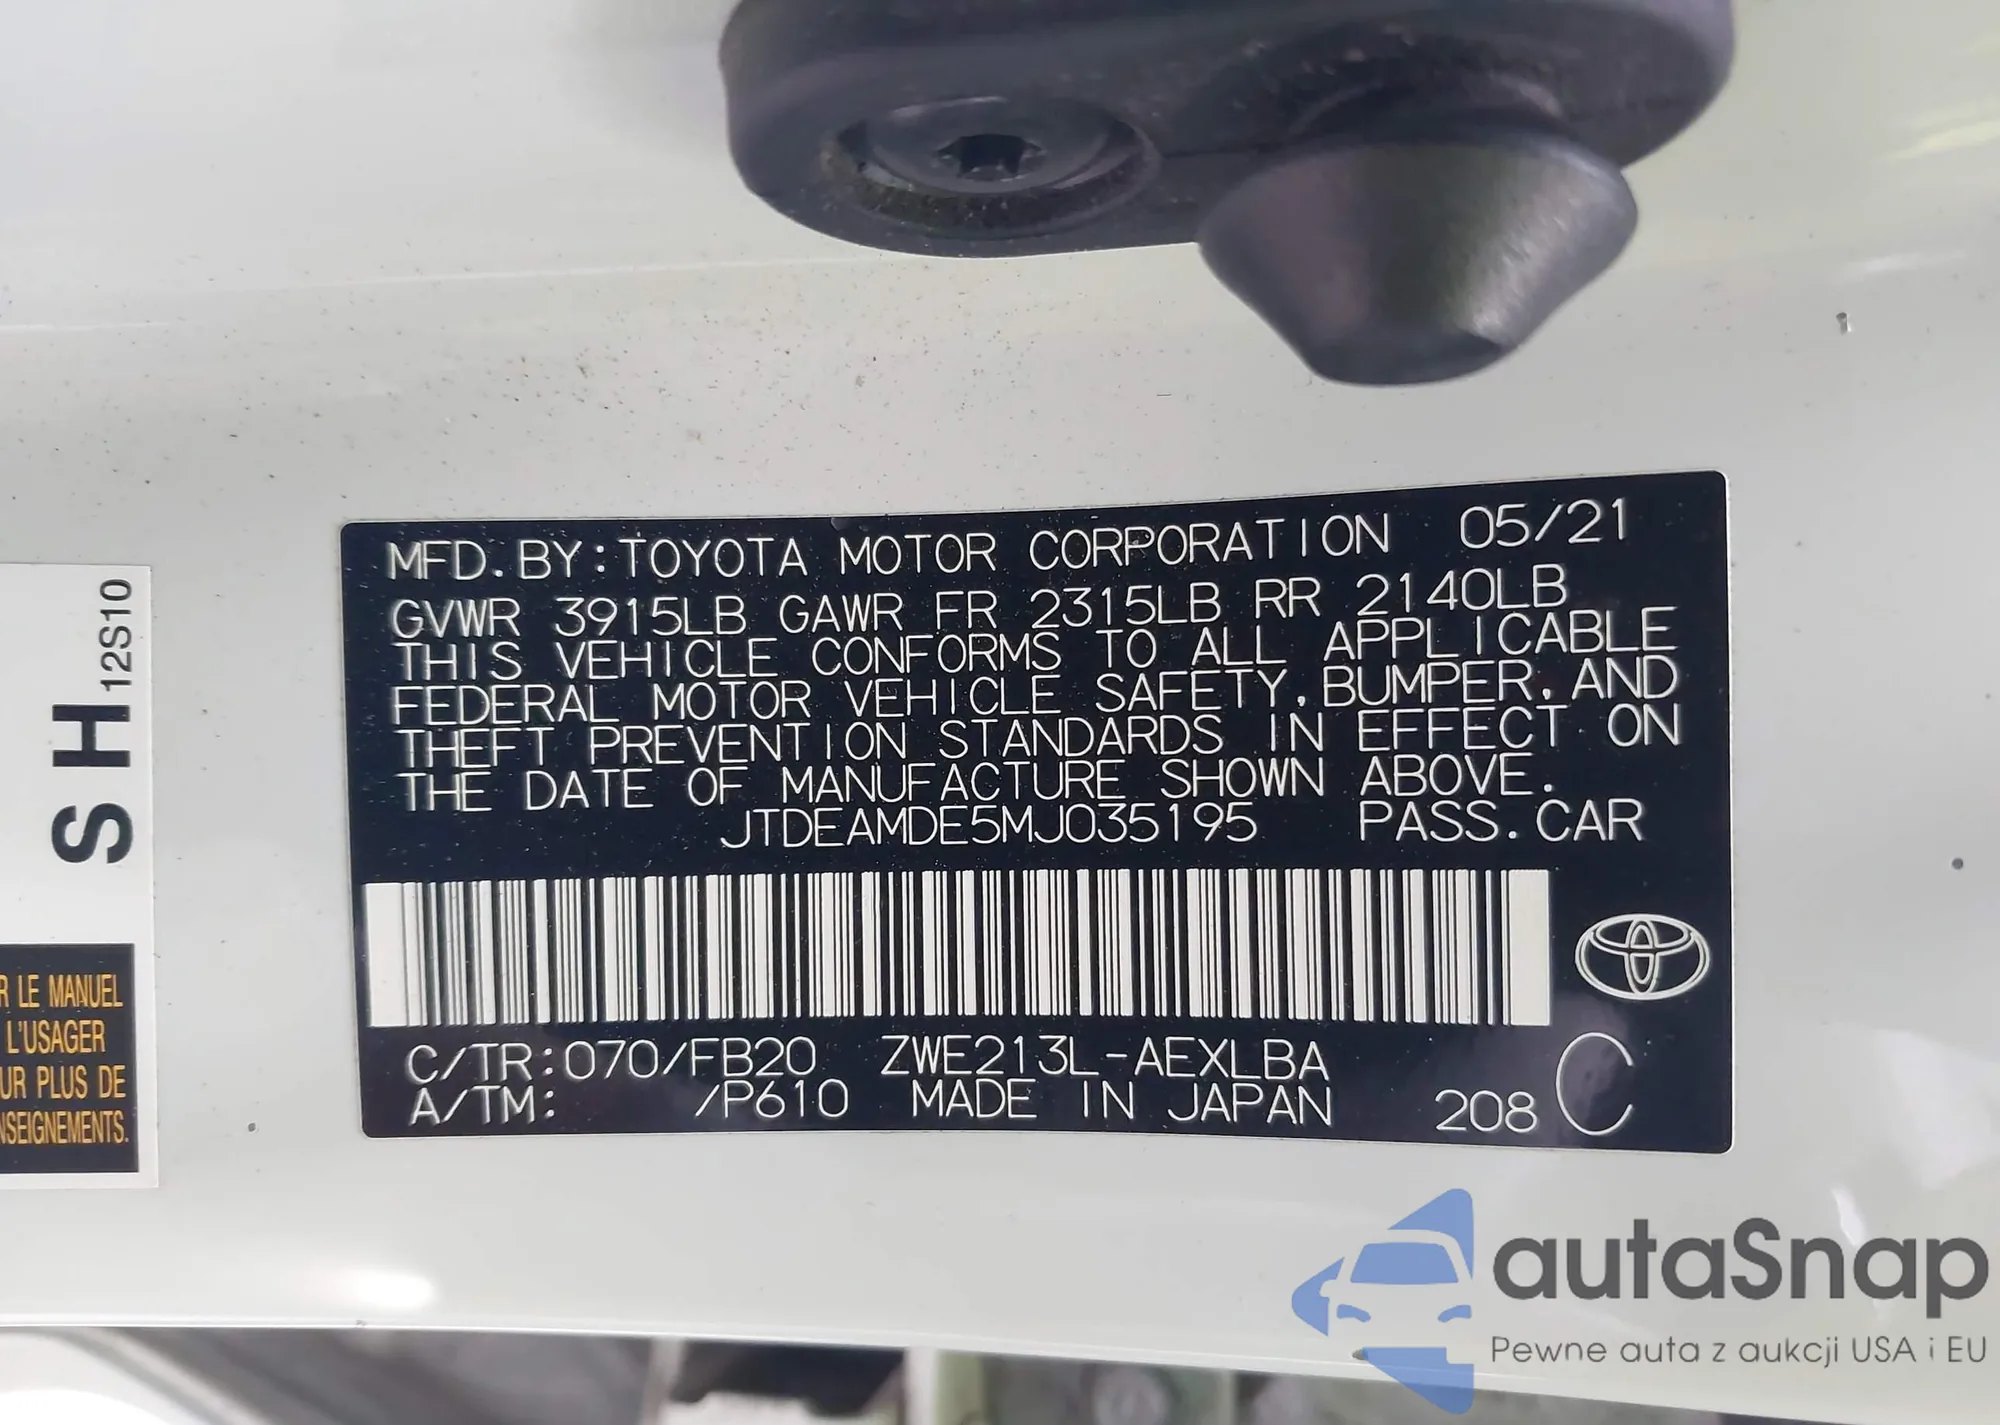 MFD. BY: TOYOTA MOTOR CORPORATION 05/21
GVWR 3915LB GAWR FR 2315LB RR 2140LB
THIS VEHICLE CONFORMS TO ALL APPLICABLE
FEDERAL MOTOR VEHICLE SAFETY, BUMPER, AND
THEFT PREVENTION STANDARDS IN EFFECT ON
THE DATE OF MANUFACTURE SHOWN ABOVE.
JTDEAMDE5MJ035195 PASS. CAR
C/TR: 070/FB20 ZWE213L-AEXLBA
A/TM: /P610 MADE IN JAPAN 208 C
S H 12S10
R LE MANUEL
L'USAGER
UR PLUS DE
NSEIGNEMENTS.
autaSnap
Pewne auta z aukcji USA i EU